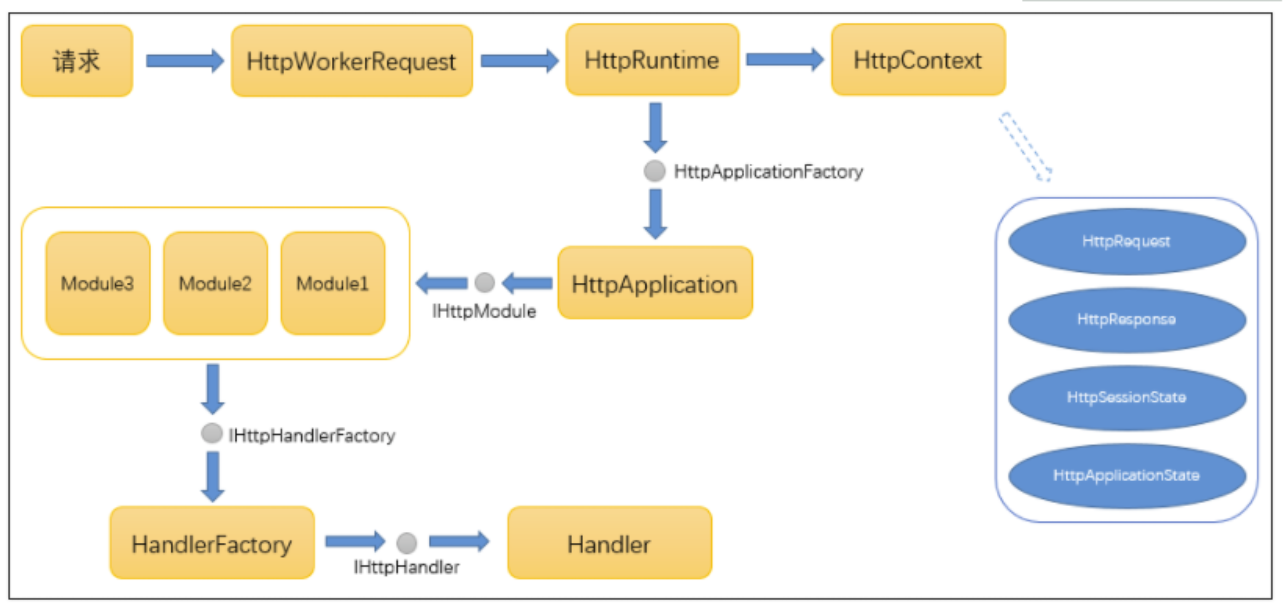 请求
HttpWorkerRequest
HttpRuntime
HttpContext
HttpApplicationFactory
HttpRequest
HttpResponse
HttpSessionState
HttpApplicationState
HttpApplication
IHttpModule
Module3
Module2
Module1
IHttpHandlerFactory
HandlerFactory
IHttpHandler
Handler